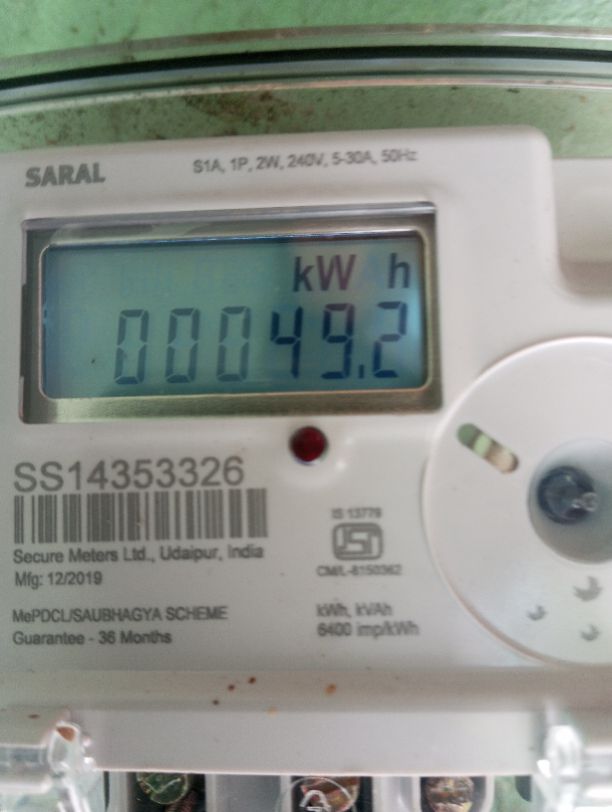 SARAL
S1A, 1P, 2W, 240V, 5-30A, 50Hz
kW h
00049.2
SS14353326
Secure Meters Ltd., Udaipur, India
Mfg: 12/2019
IS 13779
CM/L-8150362
MePDCL/SAUBHAGYA SCHEME
Guarantee - 36 Months
kWh, kVAh
6400 imp/kWh